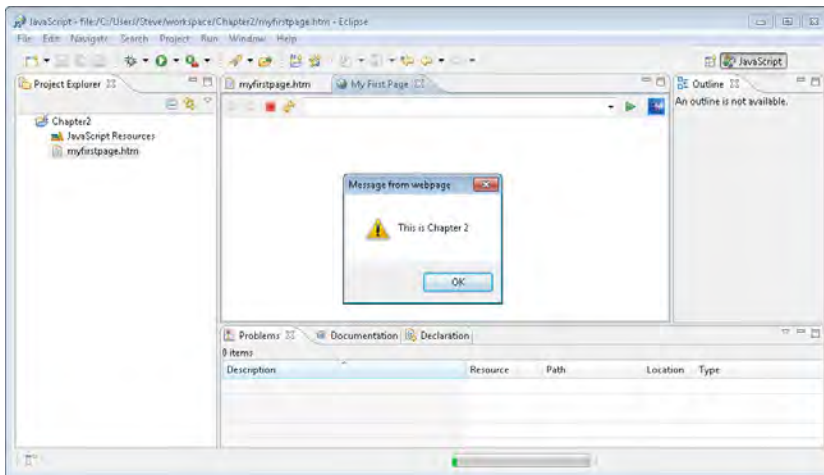 JavaScript - file:/C:/Users/Steve/workspace/Chapter2/myfirstpage.htm - Eclipse
File Edit Navigate Search Project Run Window Help
JavaScript
Project Explorer
myfirstpage.htm
My First Page
Outline
An outline is not available.
Chapter2
JavaScript Resources
myfirstpage.htm
Message from webpage
This is Chapter 2
OK
Problems
Documentation
Declaration
0 items
Description Resource Path Location Type